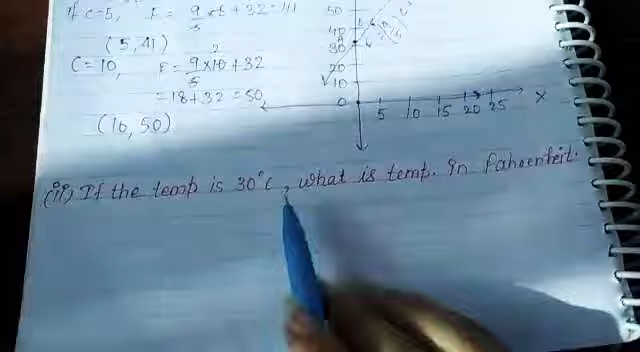 If c=5, F = 9/5 x5 + 32 = 41
(5, 41)
C = 10, F = 9x10/5 + 32
2
= 18 + 32 = 50
(10, 50)
50
40
30
20
10
0
5 10 15 20 25 X
(ii) If the temp is 30°c, what is temp. in fahrenheit.